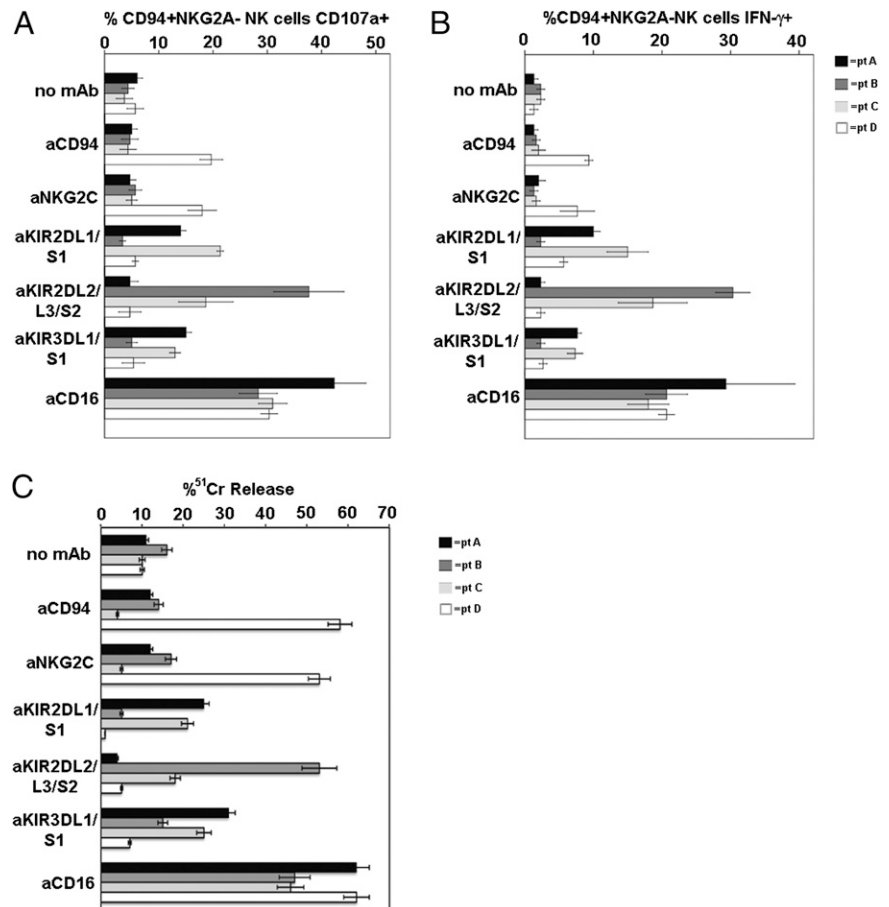 A
% CD94+NKG2A- NK cells CD107a+
0 10 20 30 40 50
no mAb
aCD94
aNKG2C
aKIR2DL1/
S1
aKIR2DL2/
L3/S2
aKIR3DL1/
S1
aCD16
B
%CD94+NKG2A-NK cells IFN-γ+
0 10 20 30 40
no mAb
aCD94
aNKG2C
aKIR2DL1/
S1
aKIR2DL2/
L3/S2
aKIR3DL1/
S1
aCD16
=pt A
=pt B
=pt C
=pt D
C
%⁵¹Cr Release
0 10 20 30 40 50 60 70
no mAb
aCD94
aNKG2C
aKIR2DL1/
S1
aKIR2DL2/
L3/S2
aKIR3DL1/
S1
aCD16
=pt A
=pt B
=pt C
=pt D